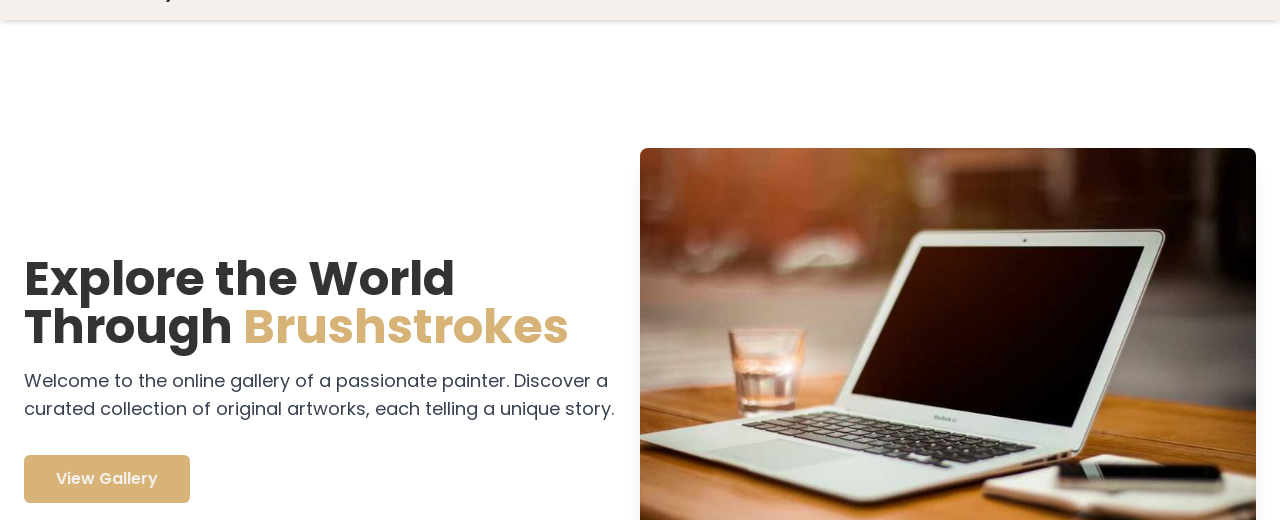 Explore the World
Through Brushstrokes
Welcome to the online gallery of a passionate painter. Discover a
curated collection of original artworks, each telling a unique story.
View Gallery